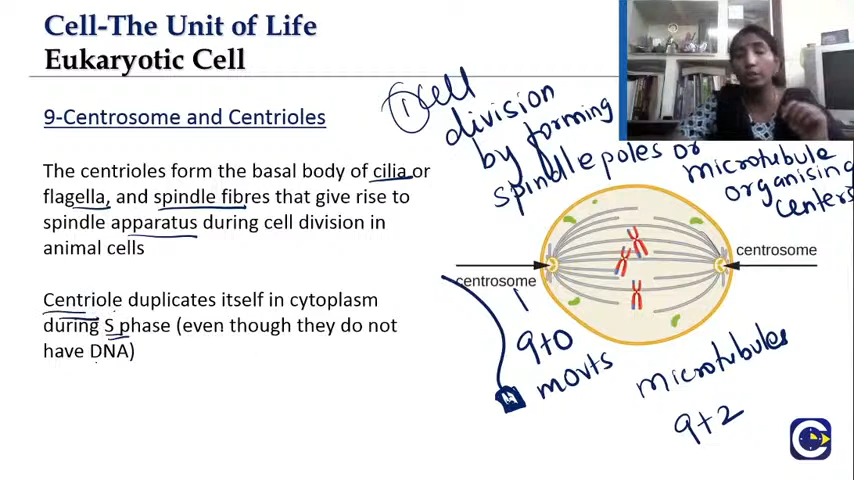 Cell-The Unit of Life
Eukaryotic Cell
9-Centrosome and Centrioles
The centrioles form the basal body of cilia or
flagella, and spindle fibres that give rise to
spindle apparatus during cell division in
animal cells
Centriole duplicates itself in cytoplasm
during S phase (even though they do not
have DNA)
1 cell
division
by forming
spindle poles or
microtubule
organising
centers
centrosome
centrosome
9+0
movts
microtubules
9+2